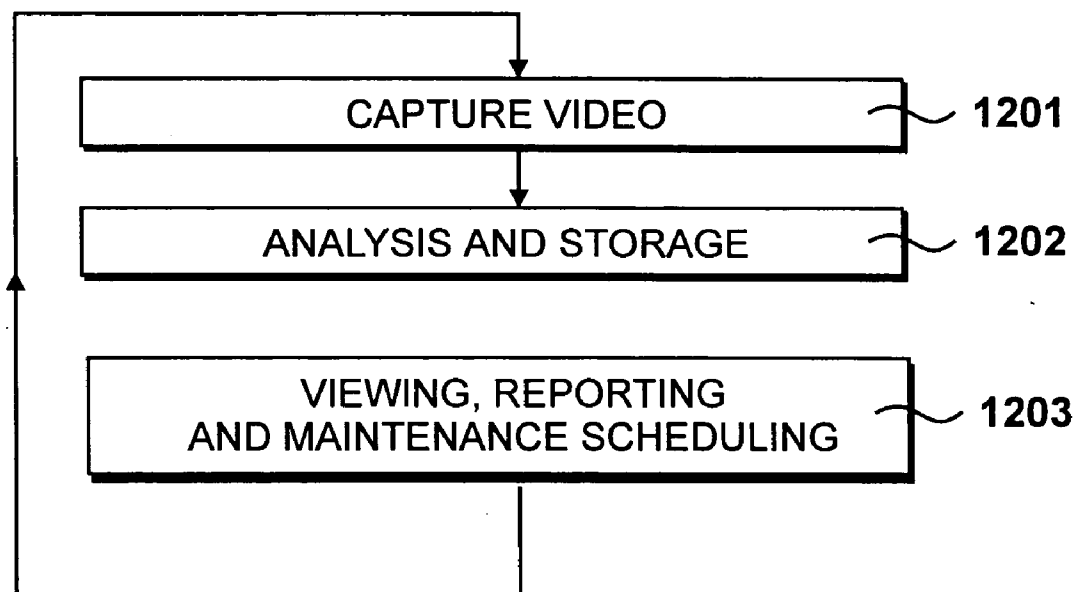 CAPTURE VIDEO 1201
ANALYSIS AND STORAGE 1202
VIEWING, REPORTING
AND MAINTENANCE SCHEDULING 1203